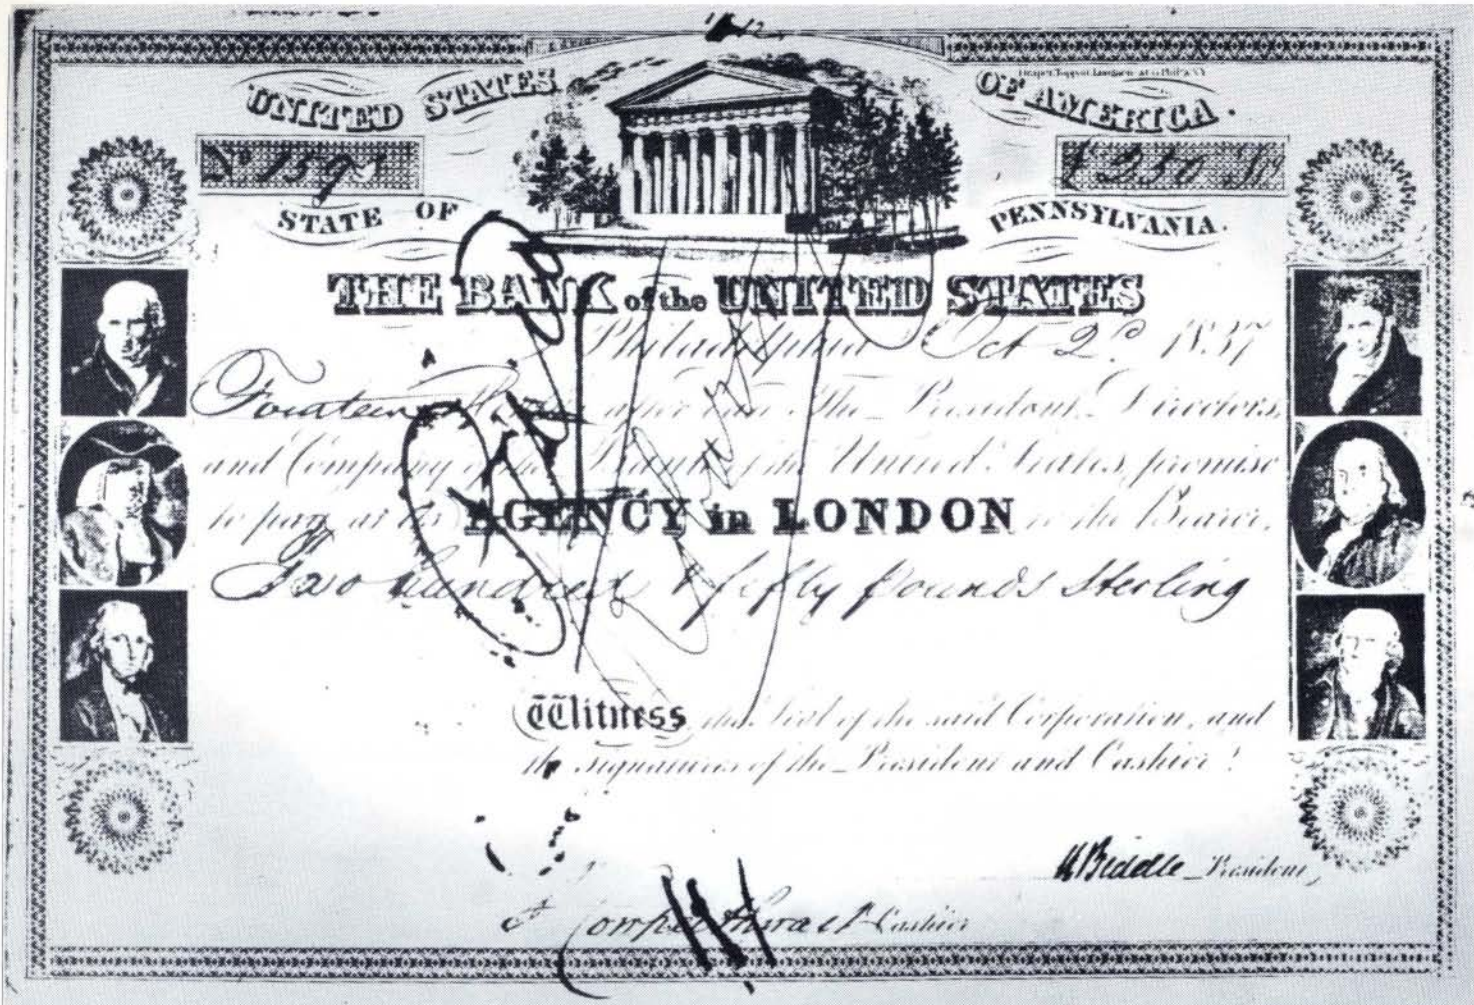 UNITED STATES OF AMERICA.
No 159
£ 250 Stg
STATE OF PENNSYLVANIA.
THE BANK of the UNITED STATES
Philadelphia Oct 2d 1837
Fourteen after date The President, Directors,
and Company of the Bank of the United States, promise
to pay at its AGENCY in LONDON to the Bearer,
Two hundred & fifty pounds Sterling
Witness the Seal of the said Corporation, and
the signatures of the President and Cashier.
N Biddle President
Cowperthwait Cashier